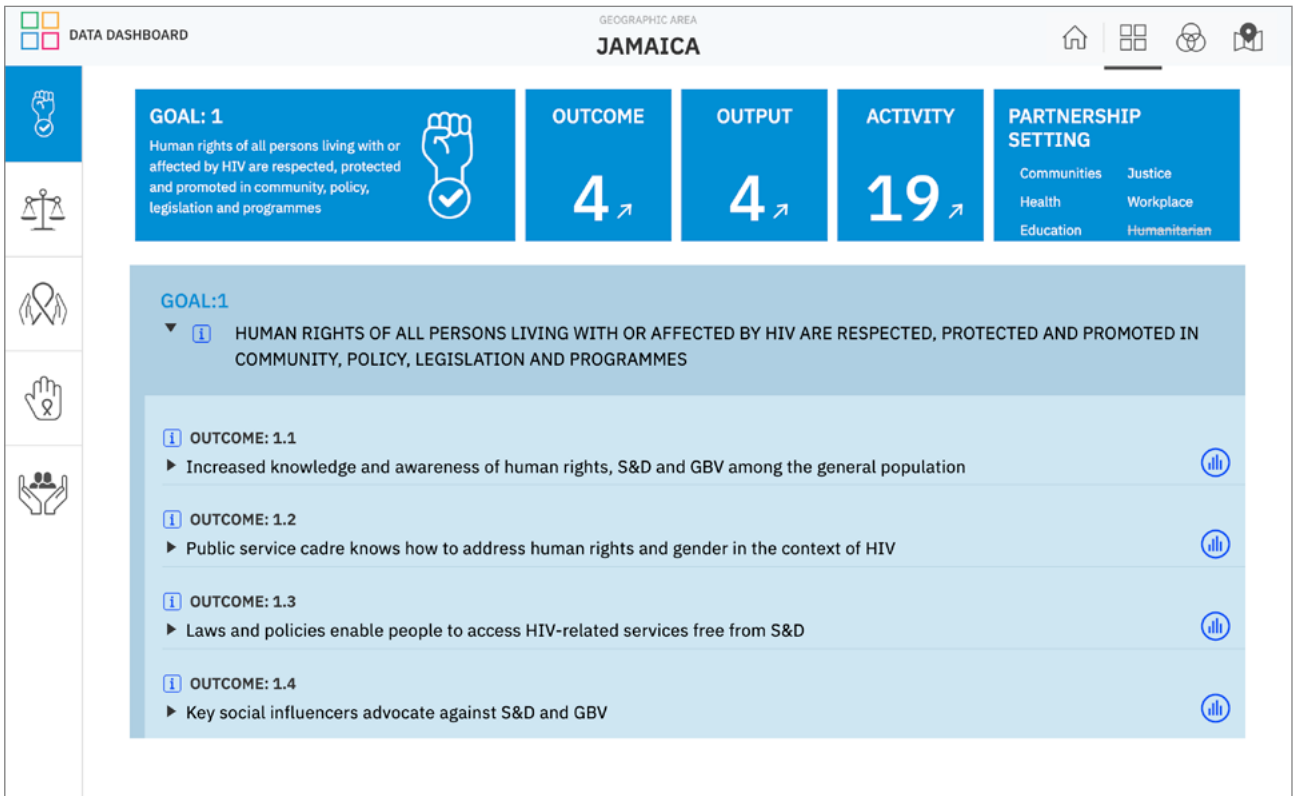 DATA DASHBOARD
GEOGRAPHIC AREA
JAMAICA
GOAL: 1
Human rights of all persons living with or
affected by HIV are respected, protected
and promoted in community, policy,
legislation and programmes
OUTCOME
4
OUTPUT
4
ACTIVITY
19
PARTNERSHIP
SETTING
Communities Justice
Health Workplace
Education Humanitarian
GOAL:1
i HUMAN RIGHTS OF ALL PERSONS LIVING WITH OR AFFECTED BY HIV ARE RESPECTED, PROTECTED AND PROMOTED IN
COMMUNITY, POLICY, LEGISLATION AND PROGRAMMES
i OUTCOME: 1.1
Increased knowledge and awareness of human rights, S&D and GBV among the general population
i OUTCOME: 1.2
Public service cadre knows how to address human rights and gender in the context of HIV
i OUTCOME: 1.3
Laws and policies enable people to access HIV-related services free from S&D
i OUTCOME: 1.4
Key social influencers advocate against S&D and GBV